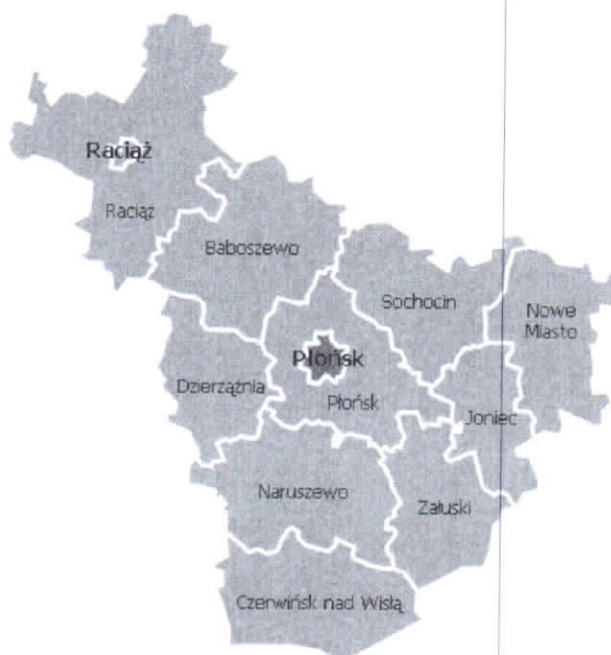 Raciąż
Raciąż
Baboszewo
Sochocin
Nowe
Miasto
Płońsk
Dzierzążnia
Płońsk
Joniec
Naruszewo
Załuski
Czerwińsk nad Wisłą